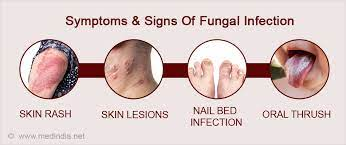 Symptoms & Signs Of Fungal Infection
SKIN RASH
SKIN LESIONS
NAIL BED
INFECTION
ORAL THRUSH
© www.medindia.net